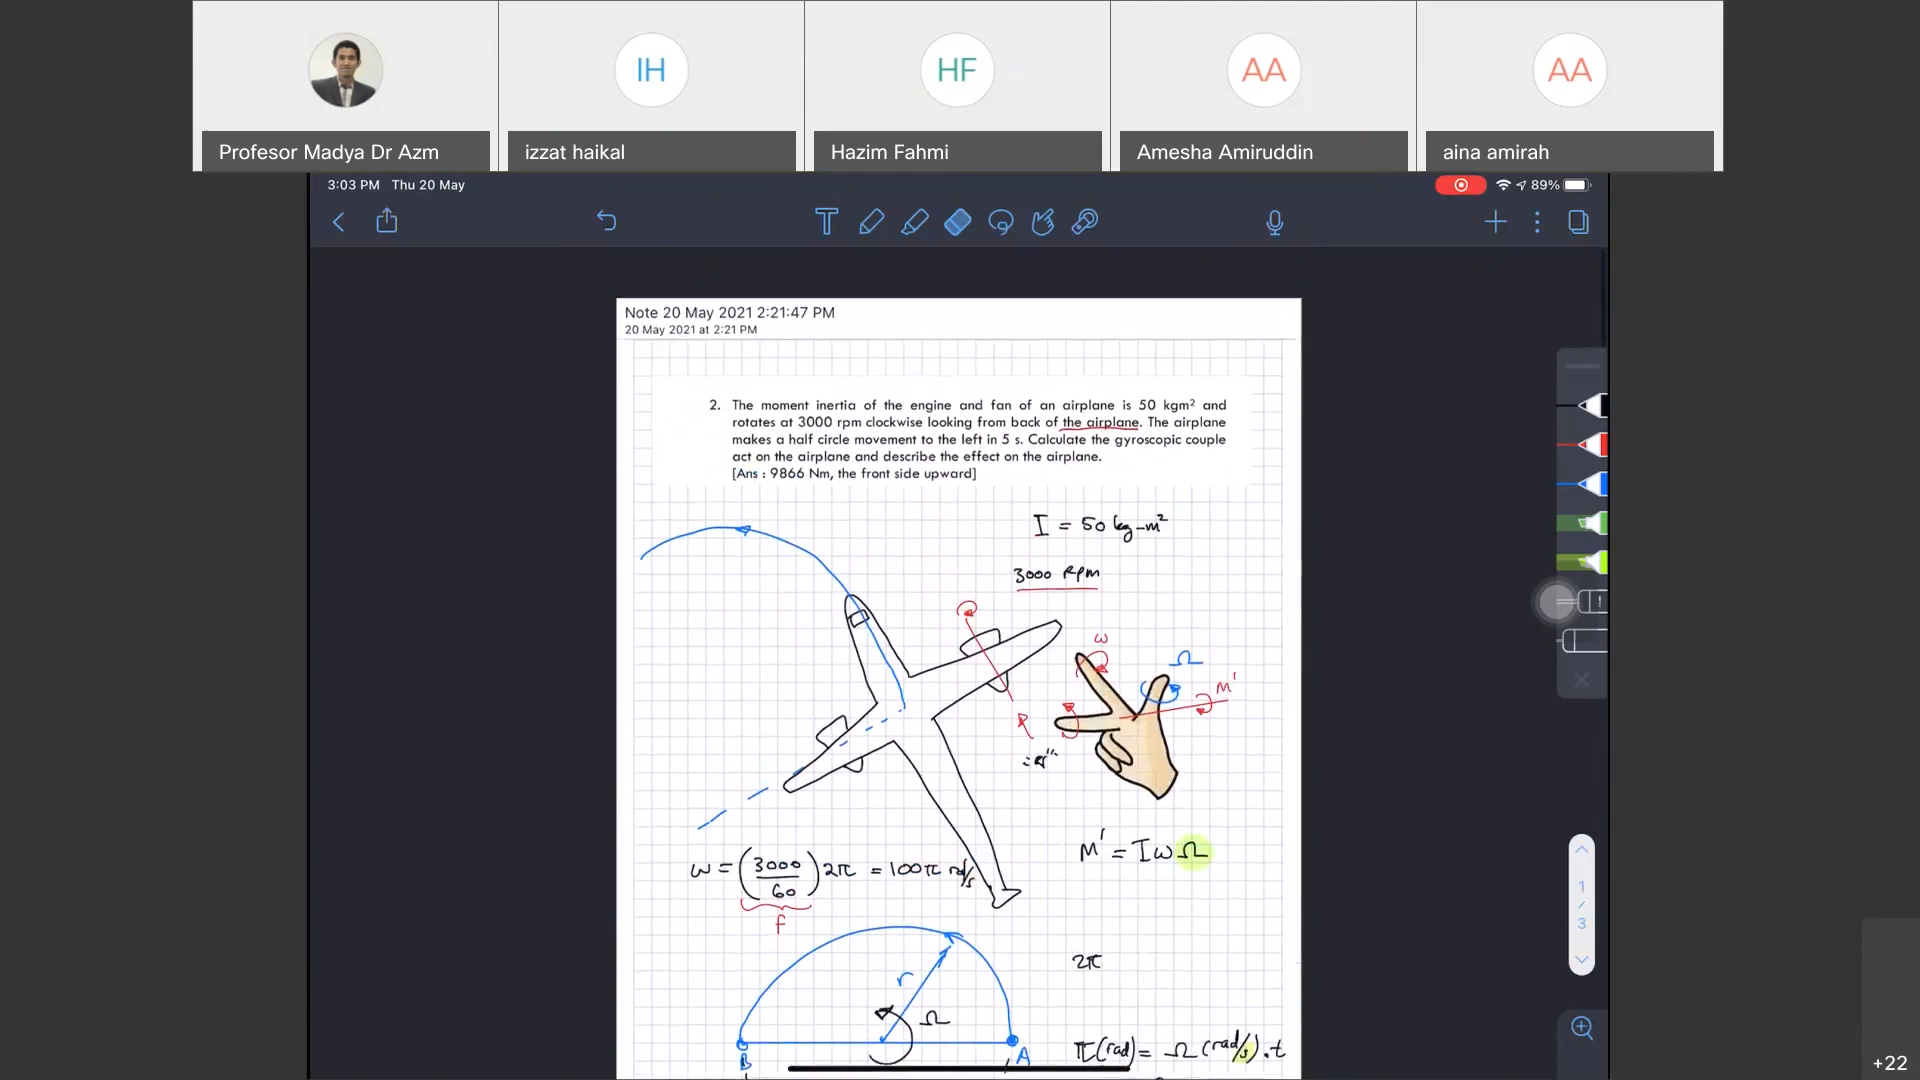 IH
HF
AA
AA
Profesor Madya Dr Azm
izzat haikal
Hazim Fahmi
Amesha Amiruddin
aina amirah
3:03 PM Thu 20 May
89%
Note 20 May 2021 2:21:47 PM
20 May 2021 at 2:21 PM
2. The moment inertia of the engine and fan of an airplane is 50 kgm² and
rotates at 3000 rpm clockwise looking from back of the airplane. The airplane
makes a half circle movement to the left in 5 s. Calculate the gyroscopic couple
act on the airplane and describe the effect on the airplane.
[Ans : 9866 Nm, the front side upward]
I = 50 kg-m²
3000 Rpm
ω
Ω
M'
M' = IωΩ
ω = (3000/60) 2π = 100π rad/s
f
2π
r
Ω
B
A
π(rad) = Ω (rad/s).t
1
/
3
+22